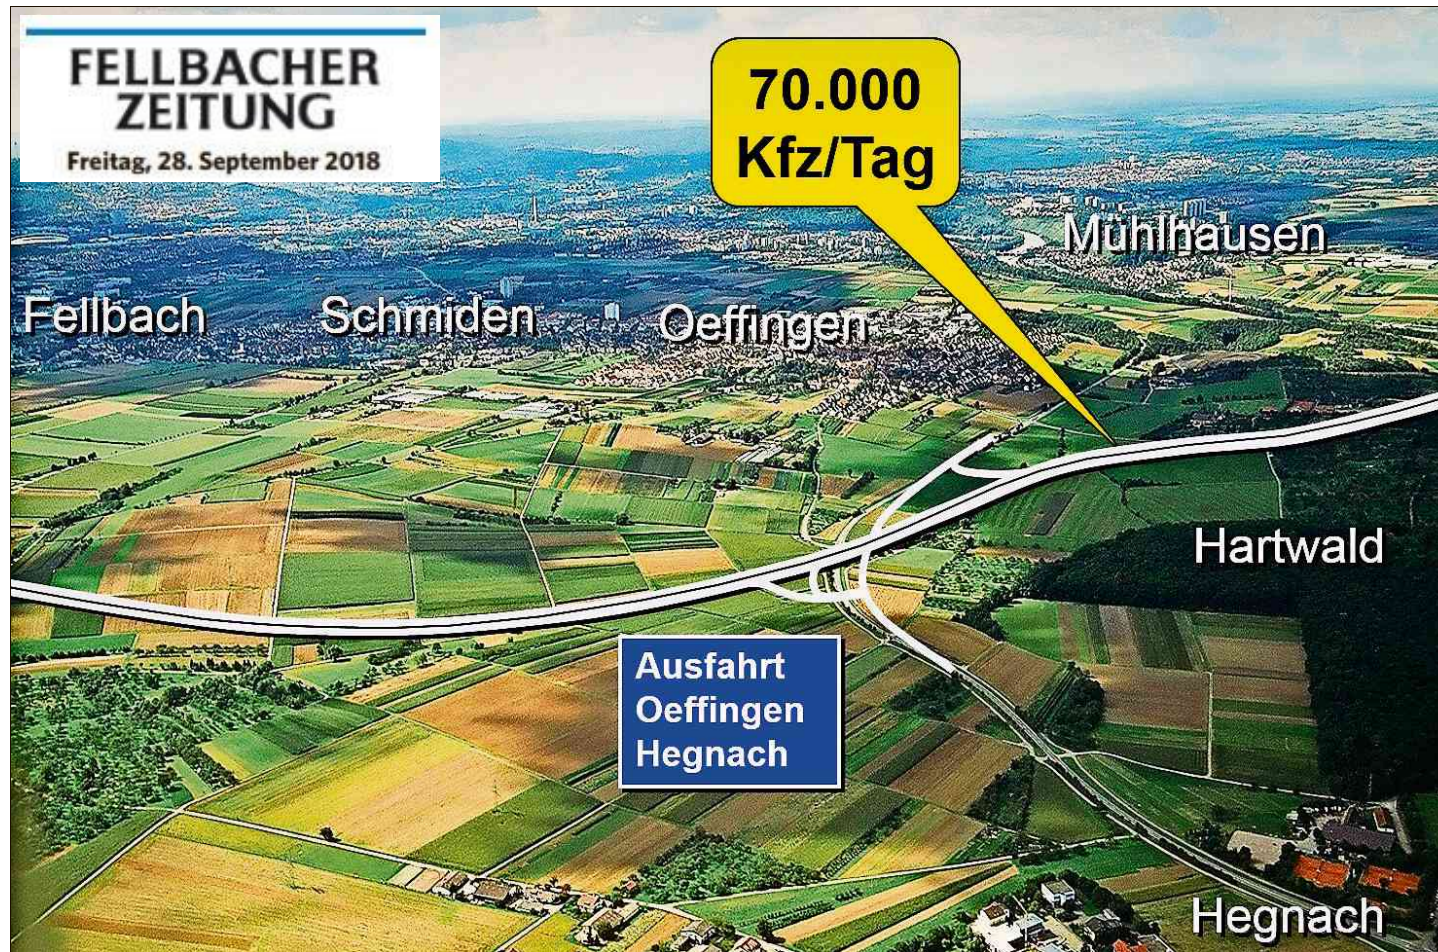 FELLBACHER
ZEITUNG
Freitag, 28. September 2018
70.000
Kfz/Tag
Mühlhausen
Fellbach
Schmiden
Oeffingen
Hartwald
Ausfahrt
Oeffingen
Hegnach
Hegnach